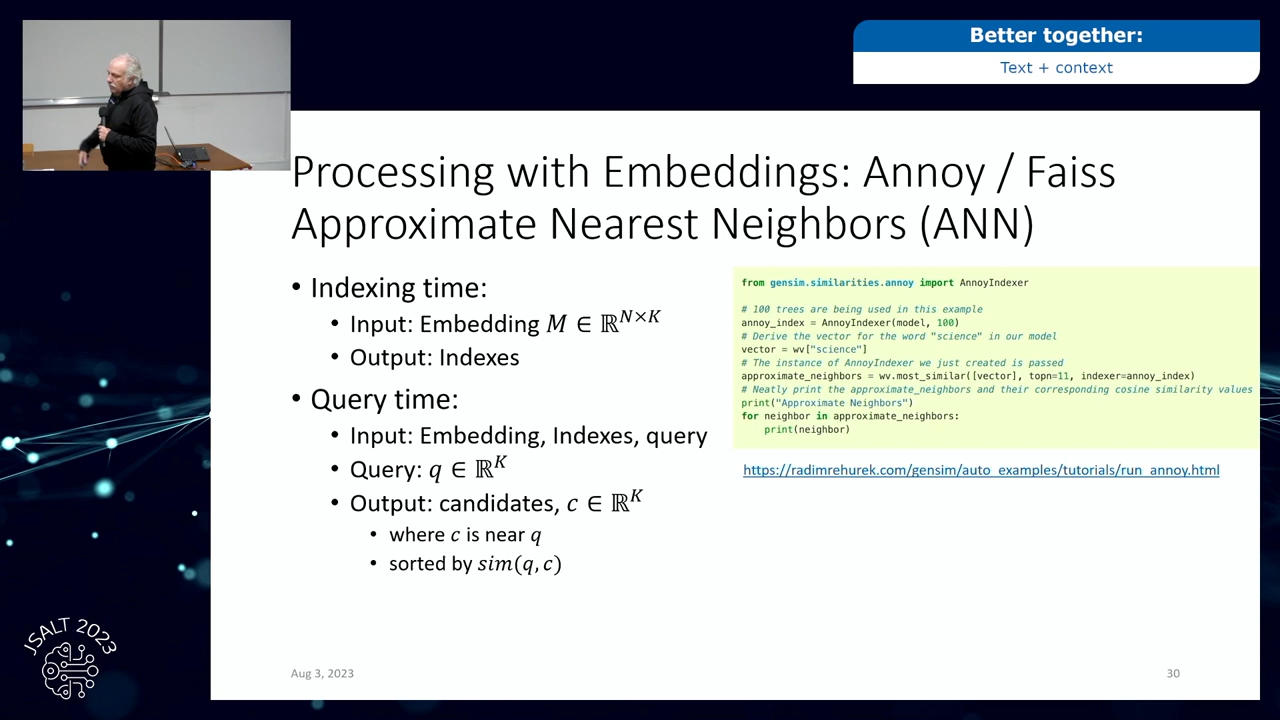 Better together:
Text + context
Processing with Embeddings: Annoy / Faiss
Approximate Nearest Neighbors (ANN)
• Indexing time:
• Input: Embedding M ∈ ℝ^{N×K}
• Output: Indexes
• Query time:
• Input: Embedding, Indexes, query
• Query: q ∈ ℝ^K
• Output: candidates, c ∈ ℝ^K
• where c is near q
• sorted by sim(q, c)
from gensim.similarities.annoy import AnnoyIndexer
# 100 trees are being used in this example
annoy_index = AnnoyIndexer(model, 100)
# Derive the vector for the word "science" in our model
vector = wv["science"]
# The instance of AnnoyIndexer we just created is passed
approximate_neighbors = wv.most_similar([vector], topn=11, indexer=annoy_index)
# Neatly print the approximate_neighbors and their corresponding cosine similarity values
print("Approximate Neighbors")
for neighbor in approximate_neighbors:
    print(neighbor)
https://radimrehurek.com/gensim/auto_examples/tutorials/run_annoy.html
JSALT 2023
Aug 3, 2023
30